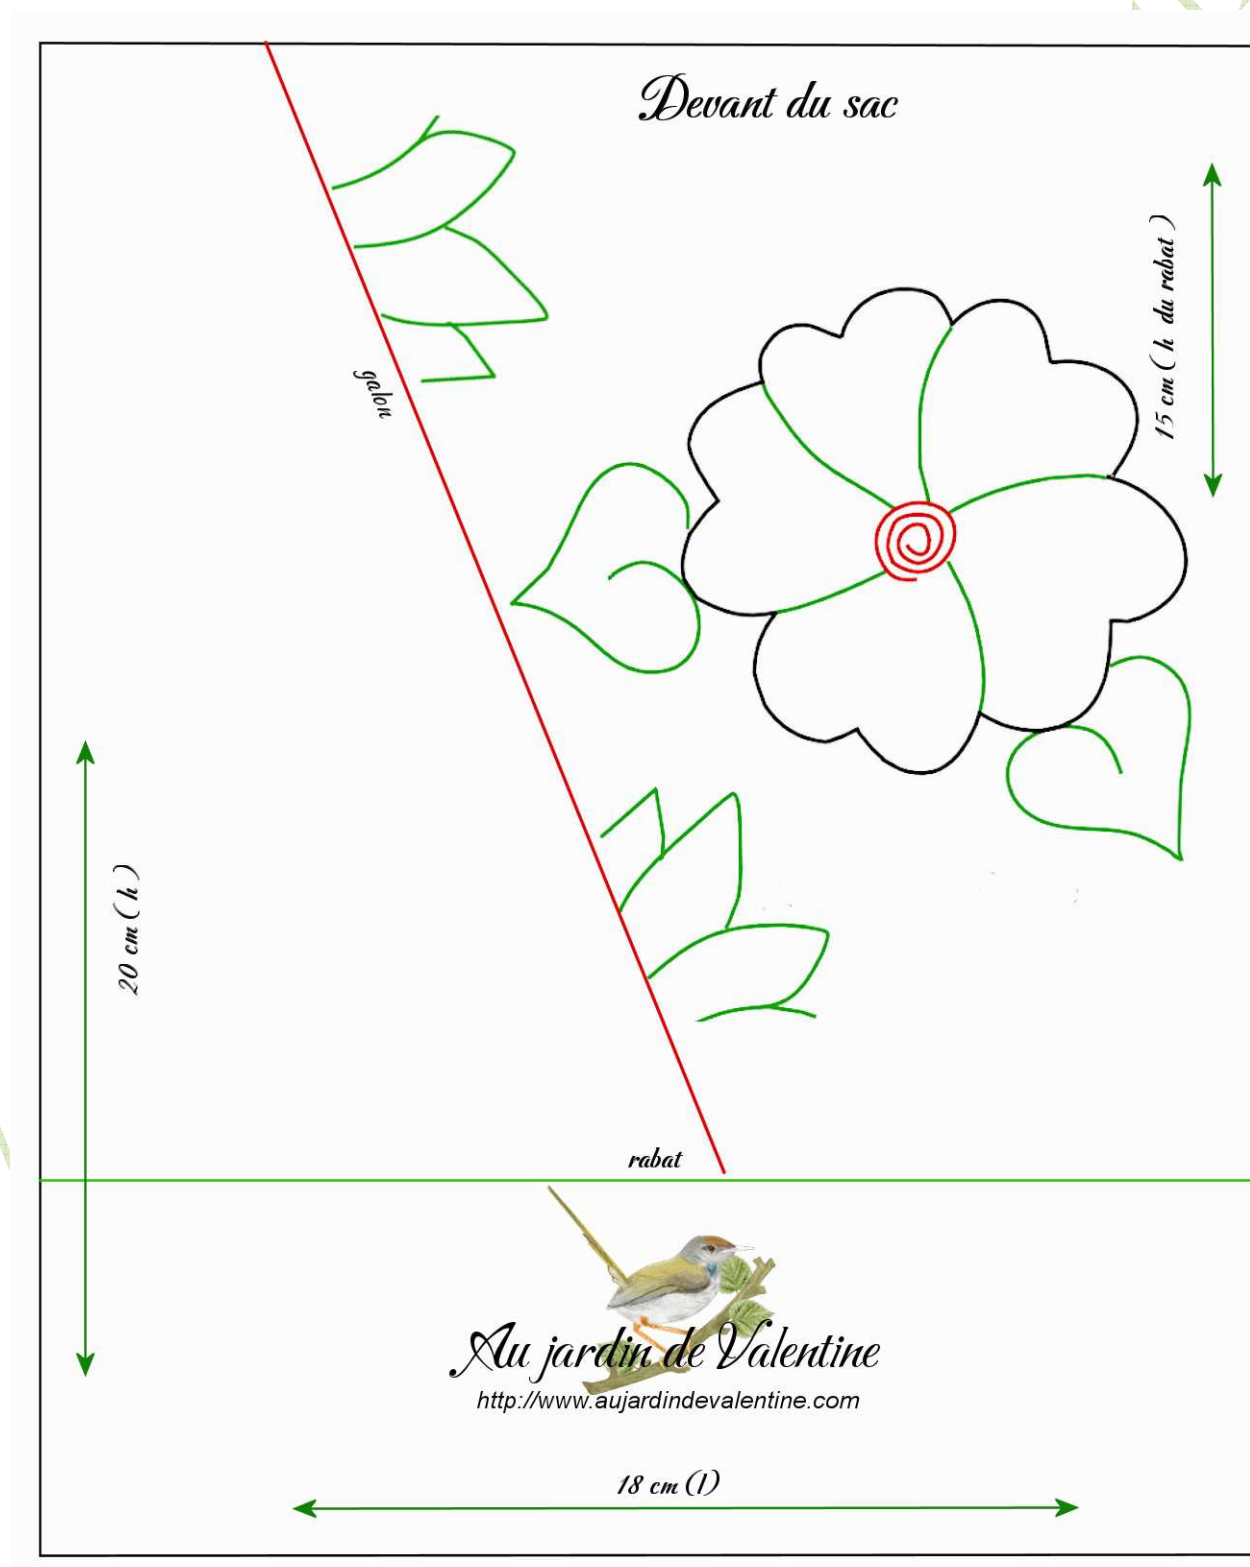 Devant du sac
15 cm ( h du rabat )
galon
20 cm ( h )
rabat
Au jardin de Valentine
http://www.aujardindevalentine.com
18 cm (l)